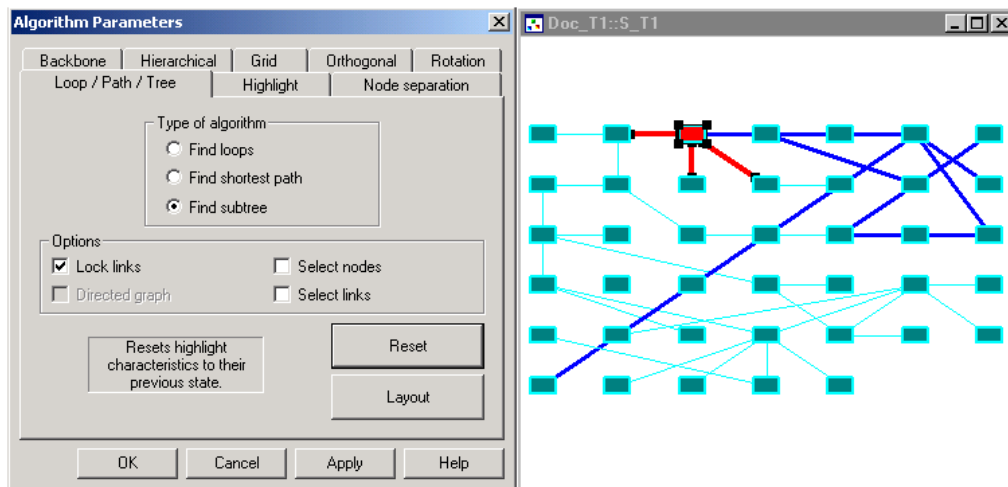 Algorithm Parameters
Doc_T1::S_T1
Backbone
Hierarchical
Grid
Orthogonal
Rotation
Loop / Path / Tree
Highlight
Node separation
Type of algorithm
Find loops
Find shortest path
Find subtree
Options
Lock links
Select nodes
Directed graph
Select links
Resets highlight
characteristics to their
previous state.
Reset
Layout
OK
Cancel
Apply
Help